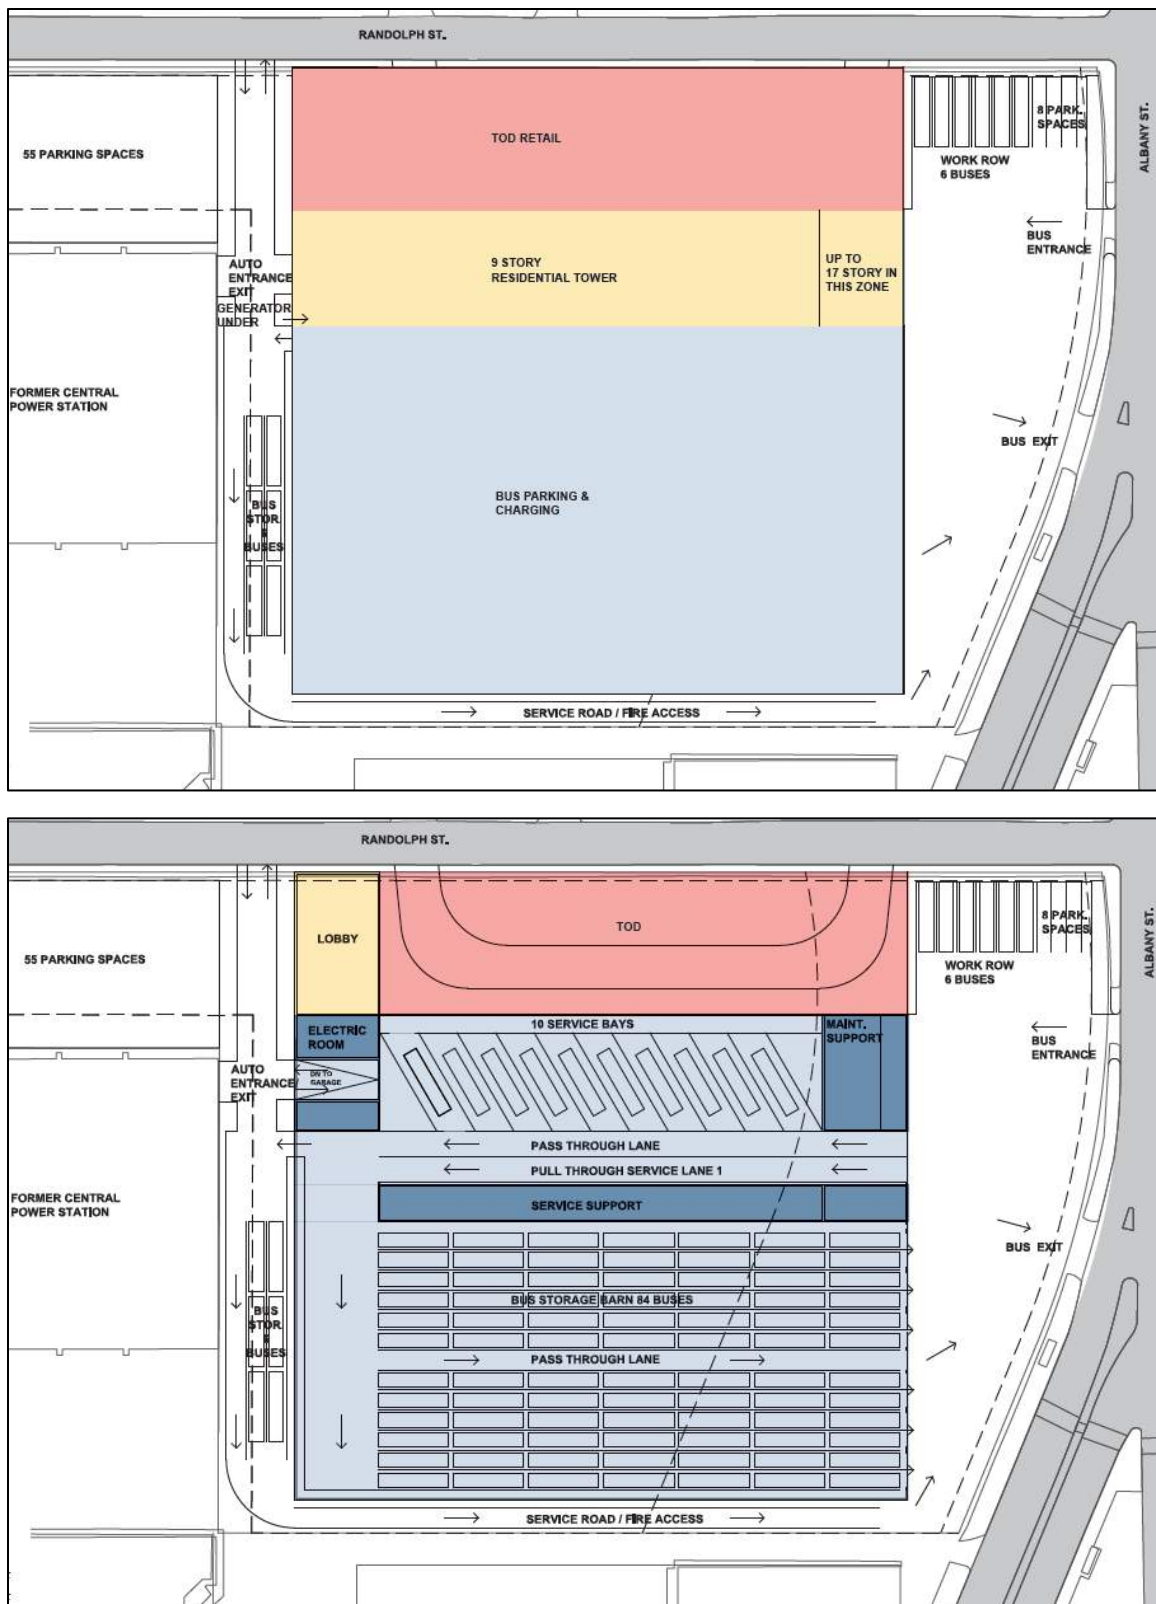 RANDOLPH ST.
ALBANY ST.
55 PARKING SPACES
TOD RETAIL
8 PARK.
SPACES
WORK ROW
6 BUSES
BUS
ENTRANCE
9 STORY
RESIDENTIAL TOWER
UP TO
17 STORY IN
THIS ZONE
AUTO
ENTRANCE
EXIT
GENERATOR
UNDER
FORMER CENTRAL
POWER STATION
BUS EXIT
BUS PARKING &
CHARGING
BUS
STOR.
BUSES
SERVICE ROAD / FIRE ACCESS
RANDOLPH ST.
ALBANY ST.
LOBBY
TOD
8 PARK.
SPACES
55 PARKING SPACES
WORK ROW
6 BUSES
ELECTRIC
ROOM
10 SERVICE BAYS
MAINT.
SUPPORT
BUS
ENTRANCE
AUTO
ENTRANCE
EXIT
DN TO
GARAGE
PASS THROUGH LANE
PULL THROUGH SERVICE LANE 1
FORMER CENTRAL
POWER STATION
SERVICE SUPPORT
BUS EXIT
BUS STORAGE BARN 84 BUSES
BUS
STOR.
BUSES
PASS THROUGH LANE
SERVICE ROAD / FIRE ACCESS